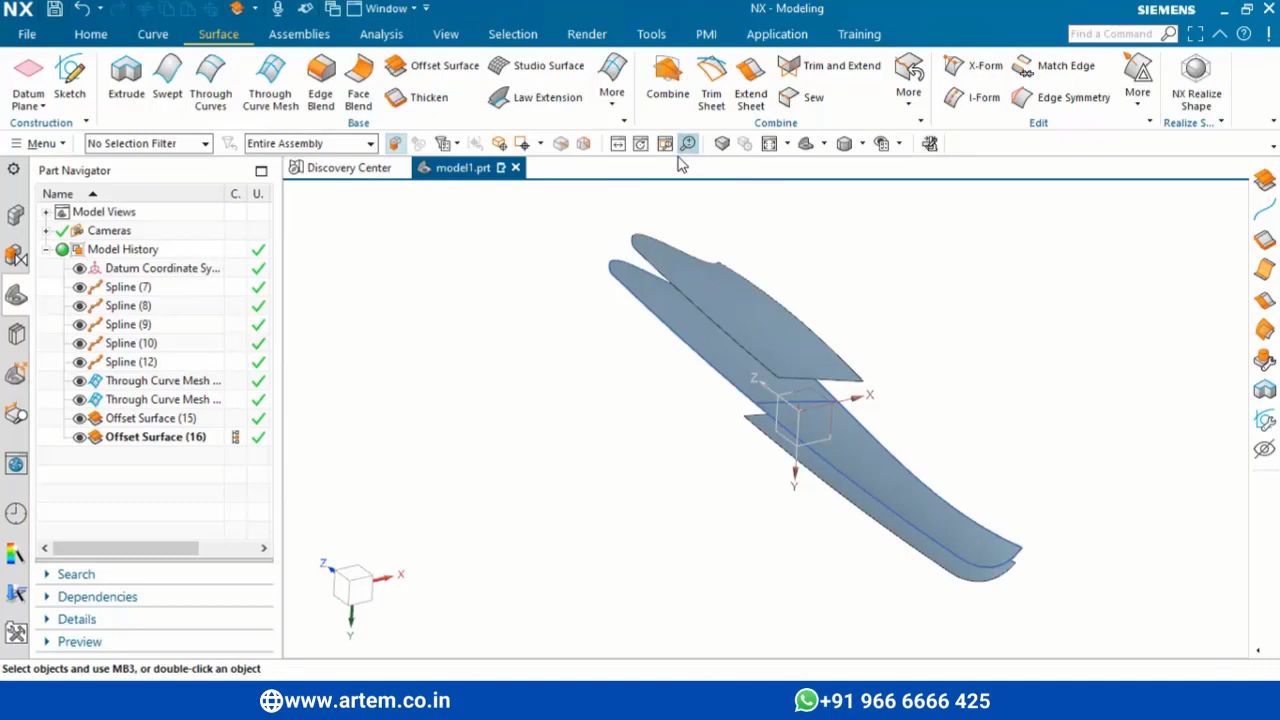 NX
Window
NX - Modeling
SIEMENS
File
Home
Curve
Surface
Assemblies
Analysis
View
Selection
Render
Tools
PMI
Application
Training
Find a Command
Datum Plane
Sketch
Extrude
Swept
Through Curves
Through Curve Mesh
Edge Blend
Face Blend
Offset Surface
Thicken
Studio Surface
Law Extension
More
Combine
Trim Sheet
Extend Sheet
Trim and Extend
Sew
More
X-Form
I-Form
Match Edge
Edge Symmetry
More
NX Realize Shape
Construction
Base
Combine
Edit
Realize S...
Menu
No Selection Filter
Entire Assembly
Part Navigator
Discovery Center
model1.prt
Name
C.
U.
Model Views
Cameras
Model History
Datum Coordinate Sy...
Spline (7)
Spline (8)
Spline (9)
Spline (10)
Spline (12)
Through Curve Mesh ...
Through Curve Mesh ...
Offset Surface (15)
Offset Surface (16)
Z
X
Y
Z
X
Y
Search
Dependencies
Details
Preview
Select objects and use MB3, or double-click an object
www.artem.co.in
+91 966 6666 425